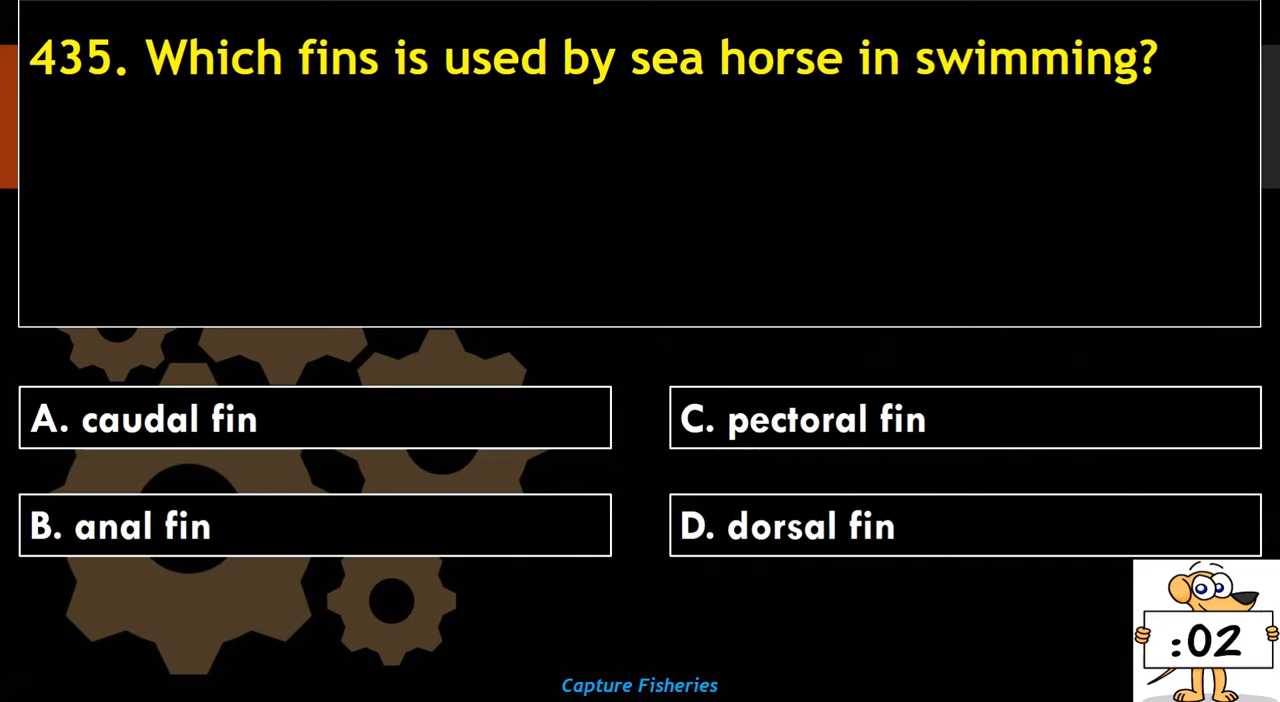 435. Which fins is used by sea horse in swimming?
A. caudal fin
C. pectoral fin
B. anal fin
D. dorsal fin
:02
Capture Fisheries